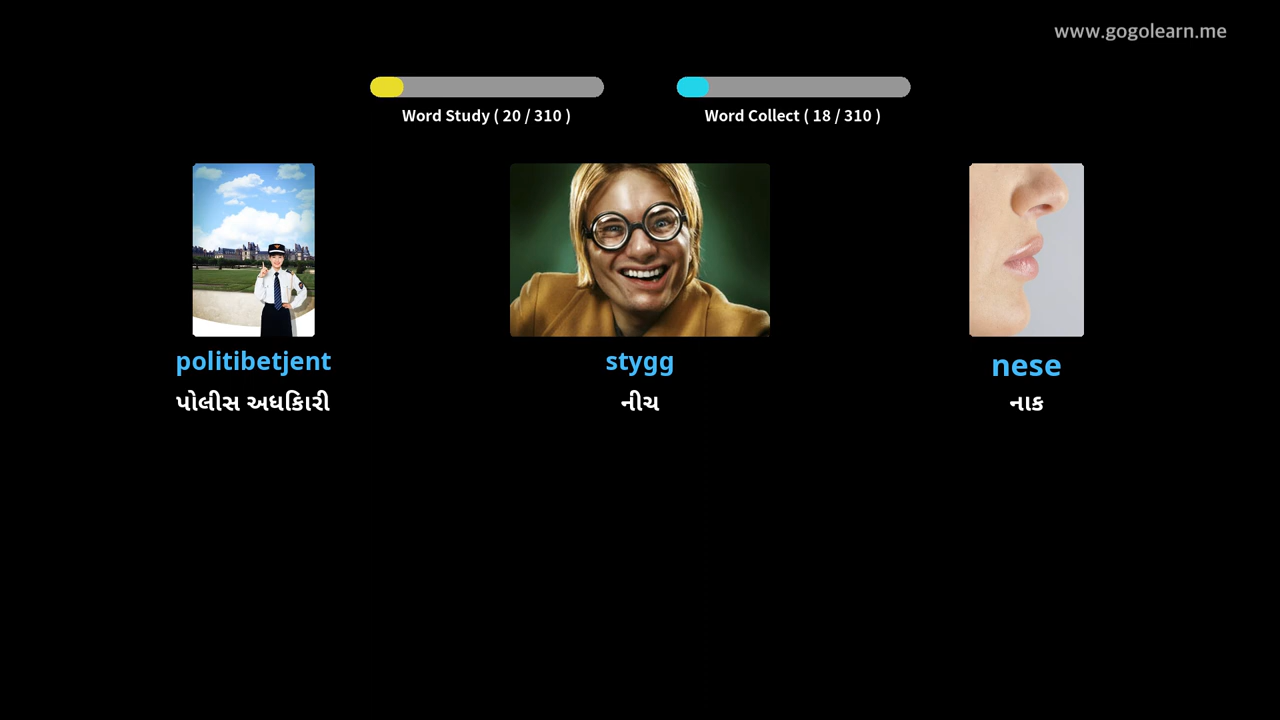 www.gogolearn.me
Word Study ( 20 / 310 )
Word Collect ( 18 / 310 )
politibetjent
stygg
nese
પોલીસ અધિકારી
નીચ
નાક